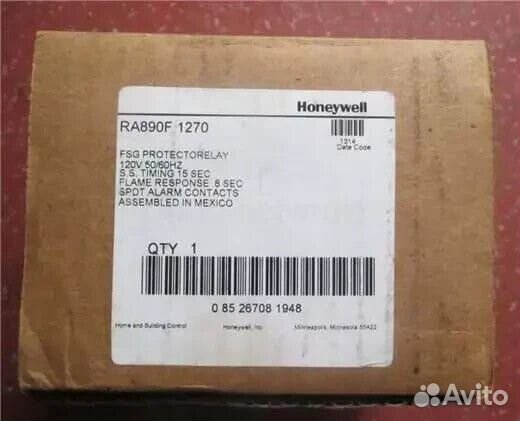 Honeywell
RA890F 1270
1314
Date Code
FSG PROTECTORELAY
120V 50/60HZ
S.S. TIMING 15 SEC
FLAME RESPONSE .8 SEC
SPDT ALARM CONTACTS
ASSEMBLED IN MEXICO
QTY 1
0 85 26708 1948
Home and Building Control Honeywell, Inc. Minneapolis, Minnesota 55422
Avito